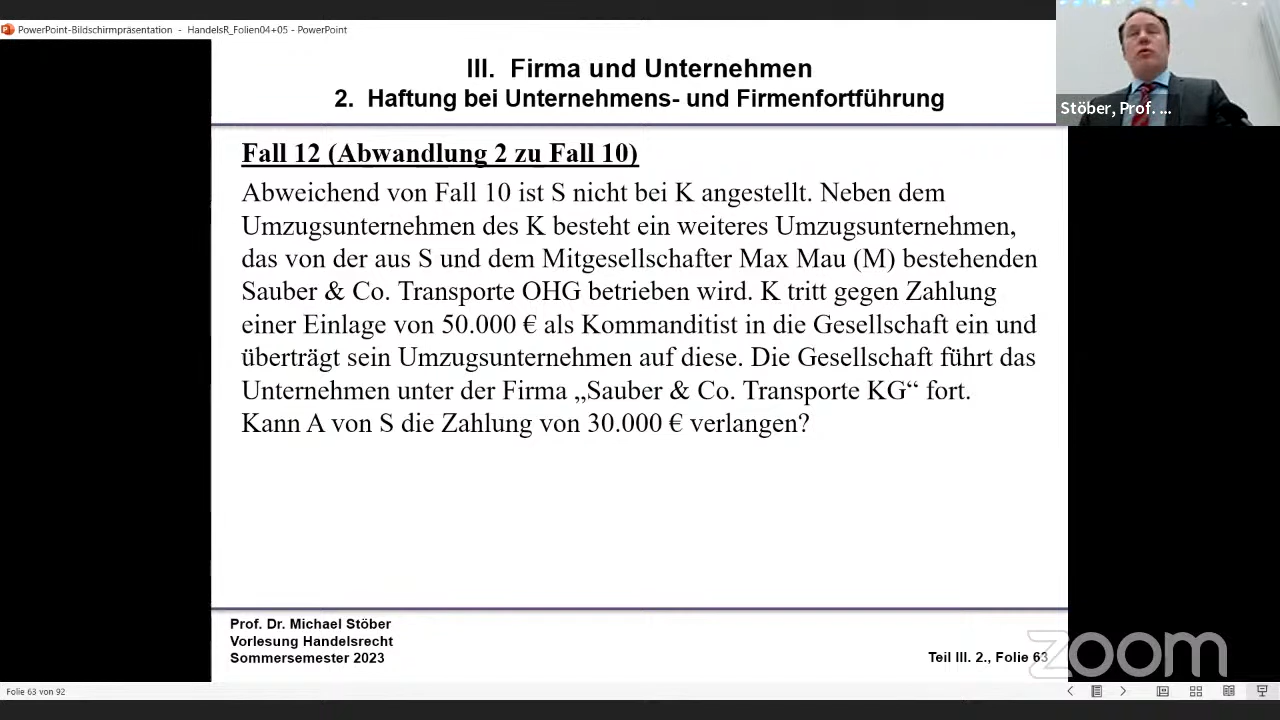 PowerPoint-Bildschirmpräsentation - HandelsR_Folien04+05 - PowerPoint
Stöber, Prof. ...
III. Firma und Unternehmen
2. Haftung bei Unternehmens- und Firmenfortführung
Fall 12 (Abwandlung 2 zu Fall 10)
Abweichend von Fall 10 ist S nicht bei K angestellt. Neben dem
Umzugsunternehmen des K besteht ein weiteres Umzugsunternehmen,
das von der aus S und dem Mitgesellschafter Max Mau (M) bestehenden
Sauber & Co. Transporte OHG betrieben wird. K tritt gegen Zahlung
einer Einlage von 50.000 € als Kommanditist in die Gesellschaft ein und
überträgt sein Umzugsunternehmen auf diese. Die Gesellschaft führt das
Unternehmen unter der Firma „Sauber & Co. Transporte KG“ fort.
Kann A von S die Zahlung von 30.000 € verlangen?
Prof. Dr. Michael Stöber
Vorlesung Handelsrecht
Sommersemester 2023
Teil III. 2., Folie 63
zoom
Folie 63 von 92